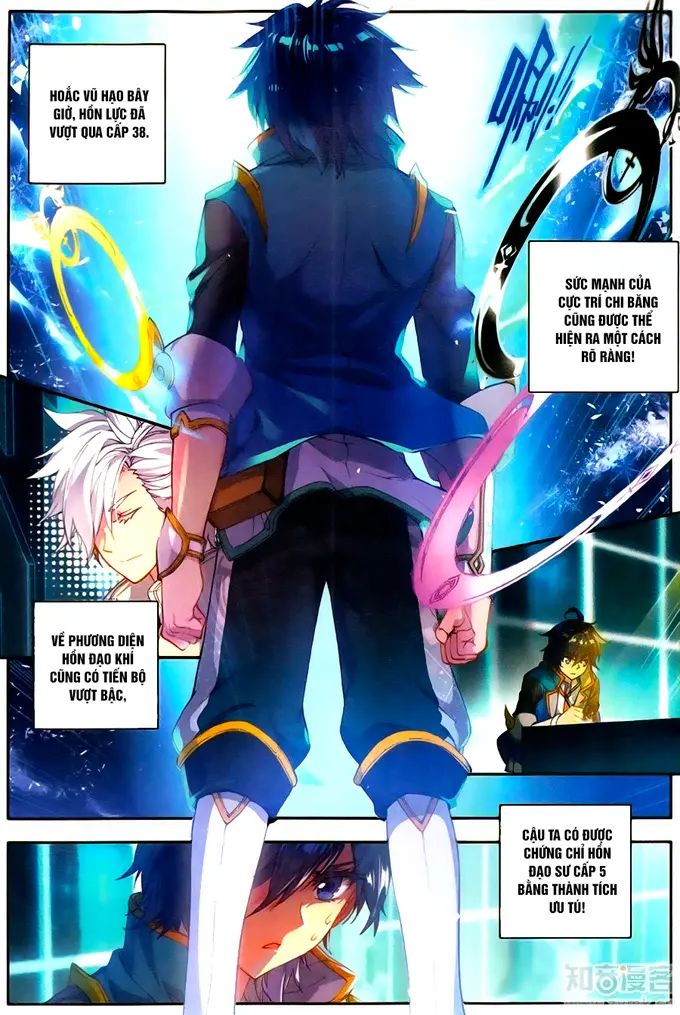 HOẮC VŨ HẠO BÂY
GIỜ, HỒN LỰC ĐÃ
VƯỢT QUA CẤP 38.
SỨC MẠNH CỦA
CỰC TRÍ CHI BĂNG
CŨNG ĐƯỢC THỂ
HIỆN RA MỘT CÁCH
RÕ RÀNG!
VỀ PHƯƠNG DIỆN
HỒN ĐẠO KHÍ
CŨNG CÓ TIẾN BỘ
VƯỢT BẬC,
CẬU TA CÓ ĐƯỢC
CHỨNG CHỈ HỒN
ĐẠO SƯ CẤP 5
BẰNG THÀNH TÍCH
ƯU TÚ!
知音漫客